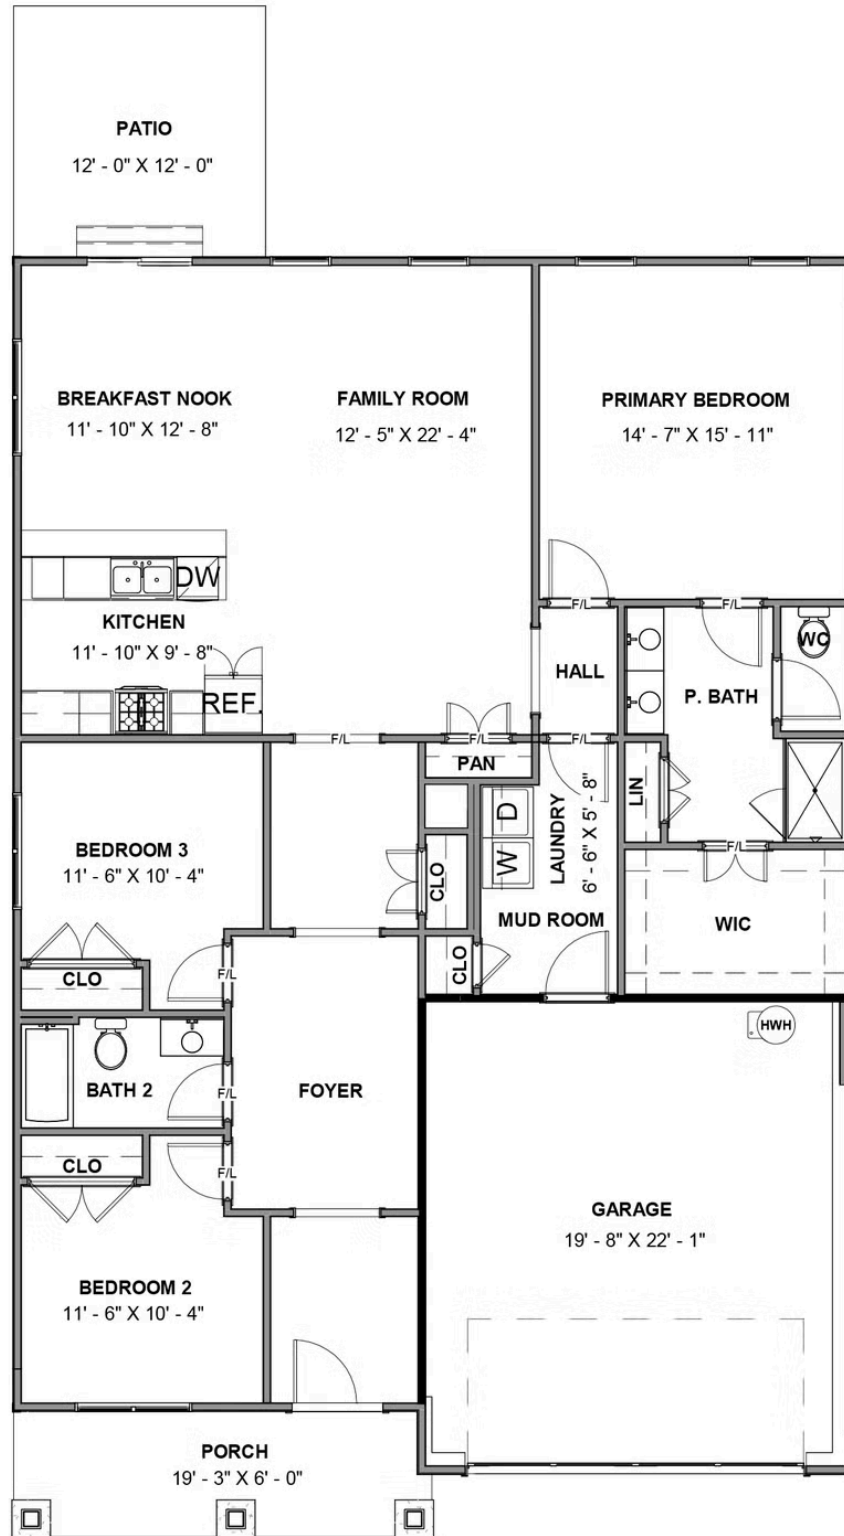 PATIO
12' - 0" X 12' - 0"
BREAKFAST NOOK
11' - 10" X 12' - 8"
FAMILY ROOM
12' - 5" X 22' - 4"
PRIMARY BEDROOM
14' - 7" X 15' - 11"
DW
KITCHEN
11' - 10" X 9' - 8"
REF.
F/L
F/L
WC
HALL
P. BATH
F/L
F/L
F/L
PAN
LIN
D
W
LAUNDRY
6' - 6" X 5' - 8"
BEDROOM 3
11' - 6" X 10' - 4"
CLO
F/L
MUD ROOM
WIC
CLO
CLO
F/L
HWH
BATH 2
F/L
FOYER
CLO
F/L
GARAGE
19' - 8" X 22' - 1"
BEDROOM 2
11' - 6" X 10' - 4"
PORCH
19' - 3" X 6' - 0"